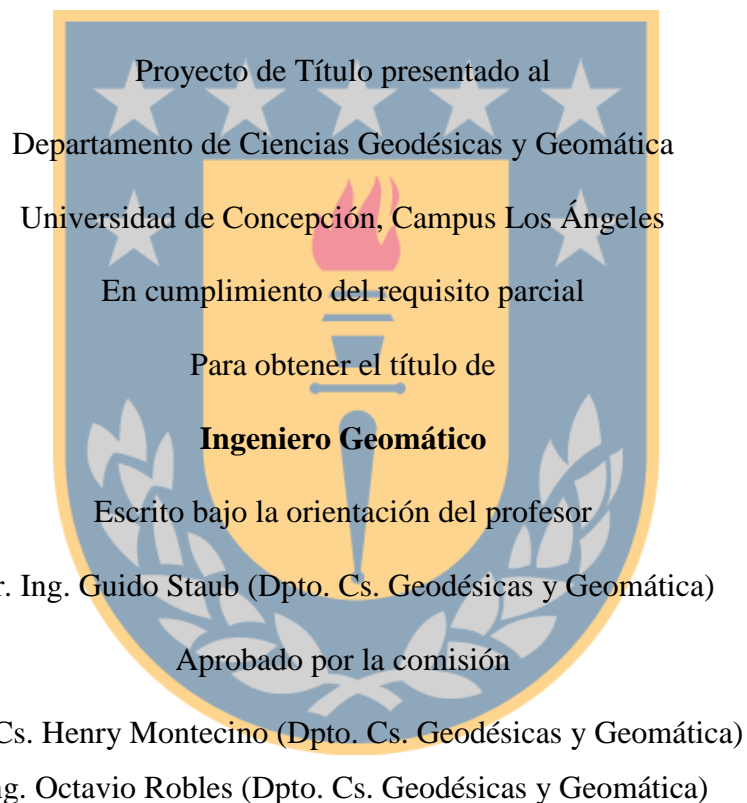 Proyecto de Título presentado al
Departamento de Ciencias Geodésicas y Geomática
Universidad de Concepción, Campus Los Ángeles
En cumplimiento del requisito parcial
Para obtener el título de
Ingeniero Geomático
Escrito bajo la orientación del profesor
Ing. Guido Staub (Dpto. Cs. Geodésicas y Geomática)
Aprobado por la comisión
Cs. Henry Montecino (Dpto. Cs. Geodésicas y Geomática)
Octavio Robles (Dpto. Cs. Geodésicas y Geomática)